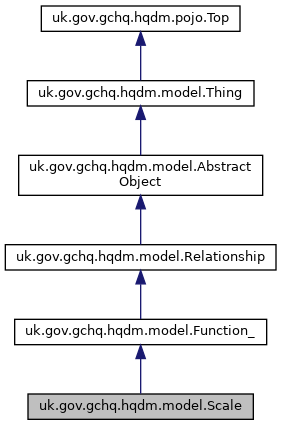 uk.gov.gchq.hqdm.pojo.Top
uk.gov.gchq.hqdm.model.Thing
uk.gov.gchq.hqdm.model.Abstract
Object
uk.gov.gchq.hqdm.model.Relationship
uk.gov.gchq.hqdm.model.Function_
uk.gov.gchq.hqdm.model.Scale